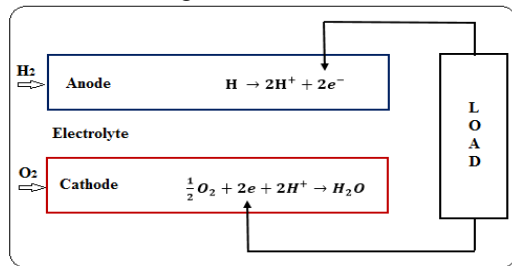 H₂
Anode H → 2H⁺ + 2e⁻
Electrolyte
O₂
Cathode ½O₂ + 2e + 2H⁺ → H₂O
L
O
A
D